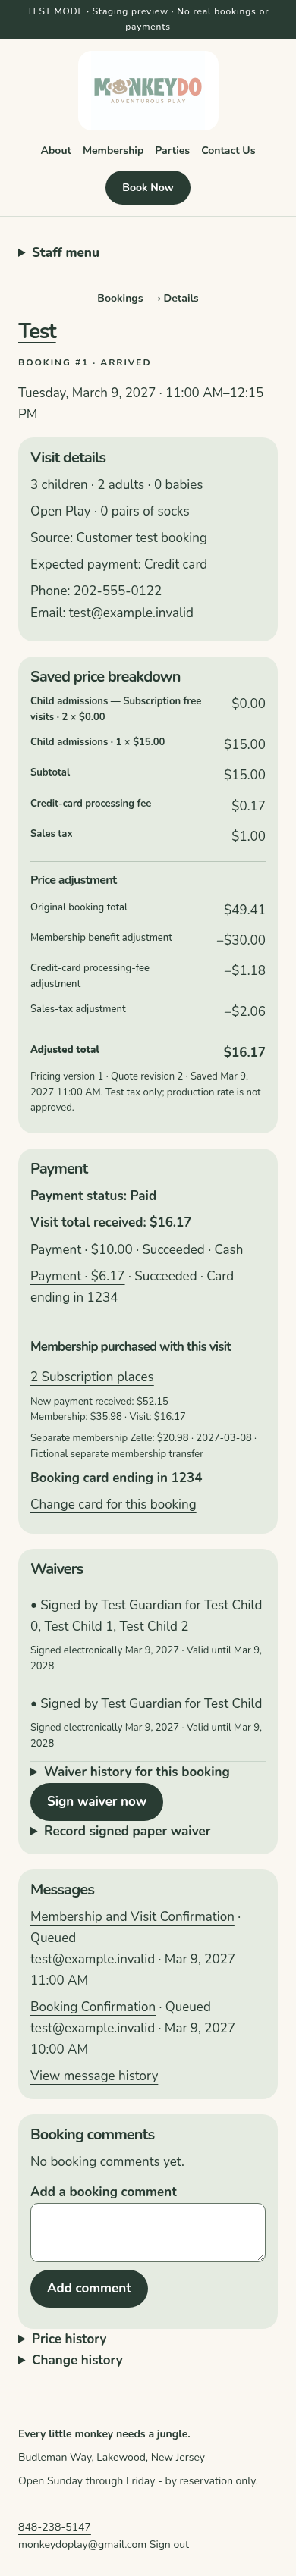 TEST MODE · Staging preview · No real bookings or
payments
MONKEYDO
ADVENTUROUS PLAY
About Membership Parties Contact Us
Book Now
▶ Staff menu
Bookings › Details
Test
BOOKING #1 · ARRIVED
Tuesday, March 9, 2027 · 11:00 AM–12:15
PM
Visit details
3 children · 2 adults · 0 babies
Open Play · 0 pairs of socks
Source: Customer test booking
Expected payment: Credit card
Phone: 202-555-0122
Email: test@example.invalid
Saved price breakdown
Child admissions — Subscription free
visits · 2 × $0.00 $0.00
Child admissions · 1 × $15.00 $15.00
Subtotal $15.00
Credit-card processing fee $0.17
Sales tax $1.00
Price adjustment
Original booking total $49.41
Membership benefit adjustment −$30.00
Credit-card processing-fee
adjustment −$1.18
Sales-tax adjustment −$2.06
Adjusted total $16.17
Pricing version 1 · Quote revision 2 · Saved Mar 9,
2027 11:00 AM. Test tax only; production rate is not
approved.
Payment
Payment status: Paid
Visit total received: $16.17
Payment · $10.00 · Succeeded · Cash
Payment · $6.17 · Succeeded · Card
ending in 1234
Membership purchased with this visit
2 Subscription places
New payment received: $52.15
Membership: $35.98 · Visit: $16.17
Separate membership Zelle: $20.98 · 2027-03-08 ·
Fictional separate membership transfer
Booking card ending in 1234
Change card for this booking
Waivers
• Signed by Test Guardian for Test Child
0, Test Child 1, Test Child 2
Signed electronically Mar 9, 2027 · Valid until Mar 9,
2028
• Signed by Test Guardian for Test Child
Signed electronically Mar 9, 2027 · Valid until Mar 9,
2028
▶ Waiver history for this booking
Sign waiver now
▶ Record signed paper waiver
Messages
Membership and Visit Confirmation ·
Queued
test@example.invalid · Mar 9, 2027
11:00 AM
Booking Confirmation · Queued
test@example.invalid · Mar 9, 2027
10:00 AM
View message history
Booking comments
No booking comments yet.
Add a booking comment
Add comment
▶ Price history
▶ Change history
Every little monkey needs a jungle.
Budleman Way, Lakewood, New Jersey
Open Sunday through Friday - by reservation only.
848-238-5147
monkeydoplay@gmail.com Sign out